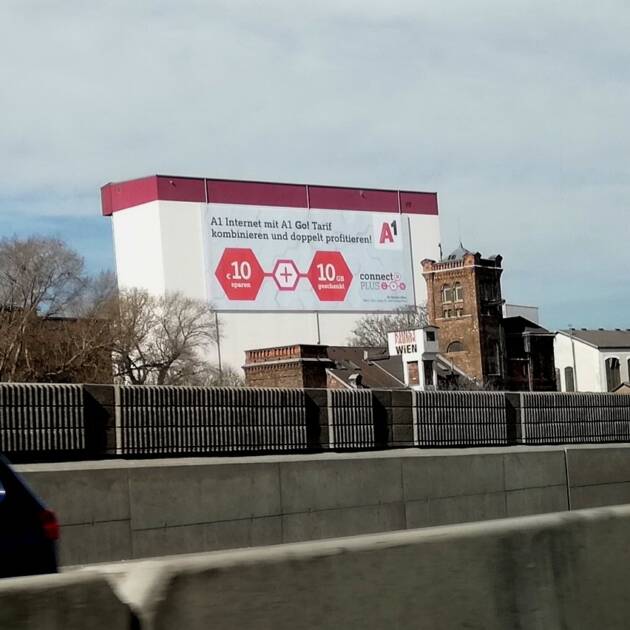 A1 Internet mit A1 Go! Tarif
kombinieren und doppelt profitieren!
A1
€ 10
sparen
+
10 GB
geschenkt
connect
PLUS
WIEN